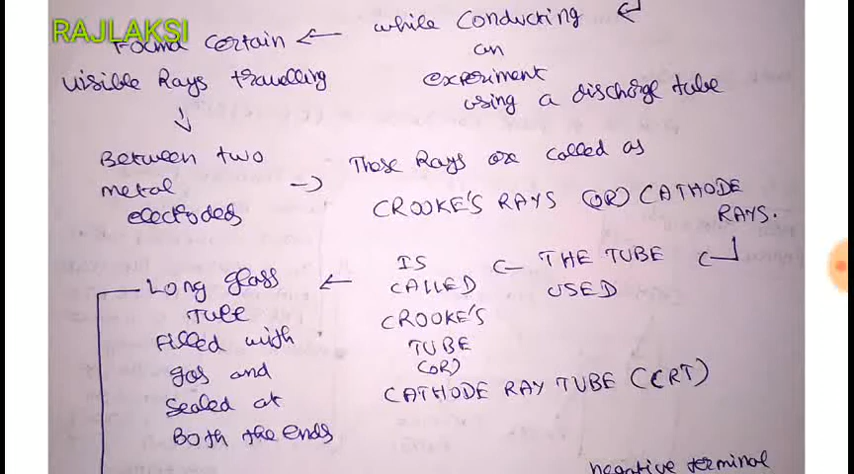 RAJLAKSI
while Conducting
an
experiment
using a discharge tube
Found Certain
visible Rays travelling
Between two
metal
electrodes
Those Rays are called as
CROOKE'S RAYS (OR) CATHODE
RAYS.
THE TUBE
USED
IS
CALLED
CROOKE'S
TUBE
(OR)
CATHODE RAY TUBE (CRT)
Long glass
Tube
Filled with
gas and
Sealed at
Both the ends
negative terminal